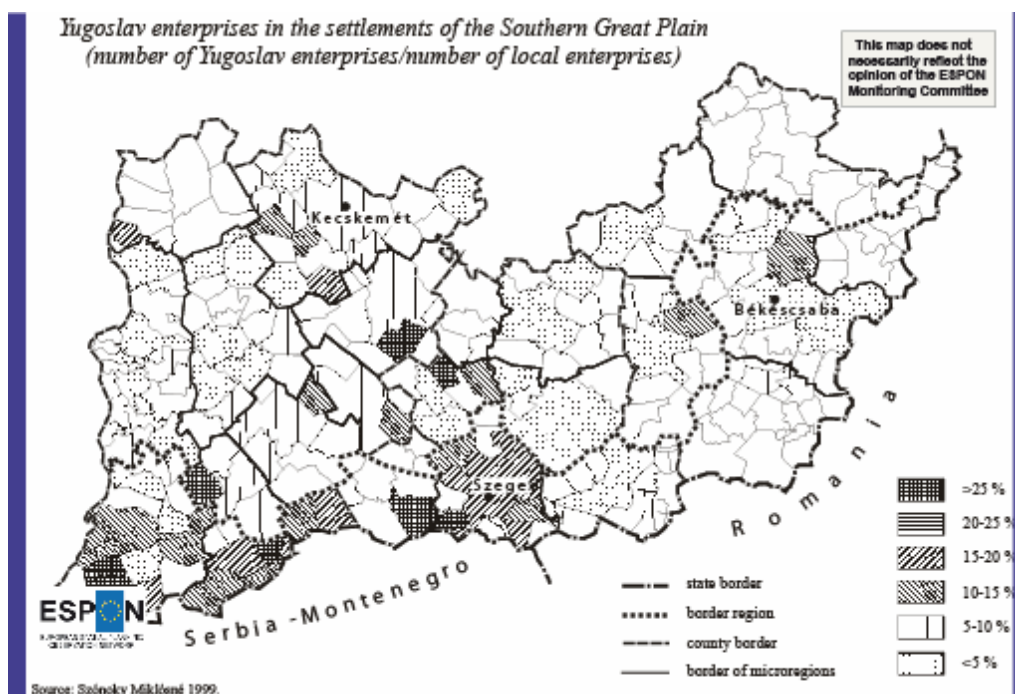 Yugoslav enterprises in the settlements of the Southern Great Plain
(number of Yugoslav enterprises/number of local enterprises)
This map does not
necessarily reflect the
opinion of the ESPON
Monitoring Committee
Kecskemét
Békéscsaba
Szeged
Romania
Serbia-Montenegro
=25 %
20-25 %
15-20 %
10-15 %
5-10 %
<5 %
state border
border region
county border
border of microregions
ESPON
Source: Szónoky Miklósné 1999.